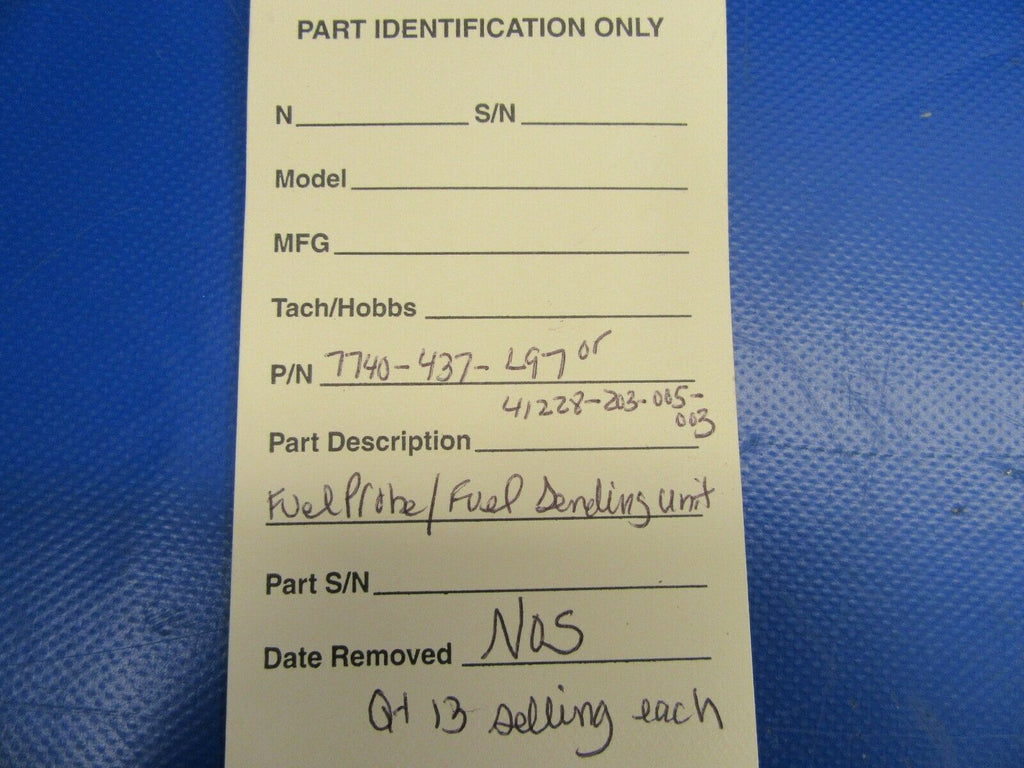 PART IDENTIFICATION ONLY
N S/N
Model
MFG
Tach/Hobbs
P/N 7740-437-L97 or
41228-203-005-
003
Part Description
Fuel Probe/Fuel Sending unit
Part S/N
Date Removed NOS
Qt 13 selling each